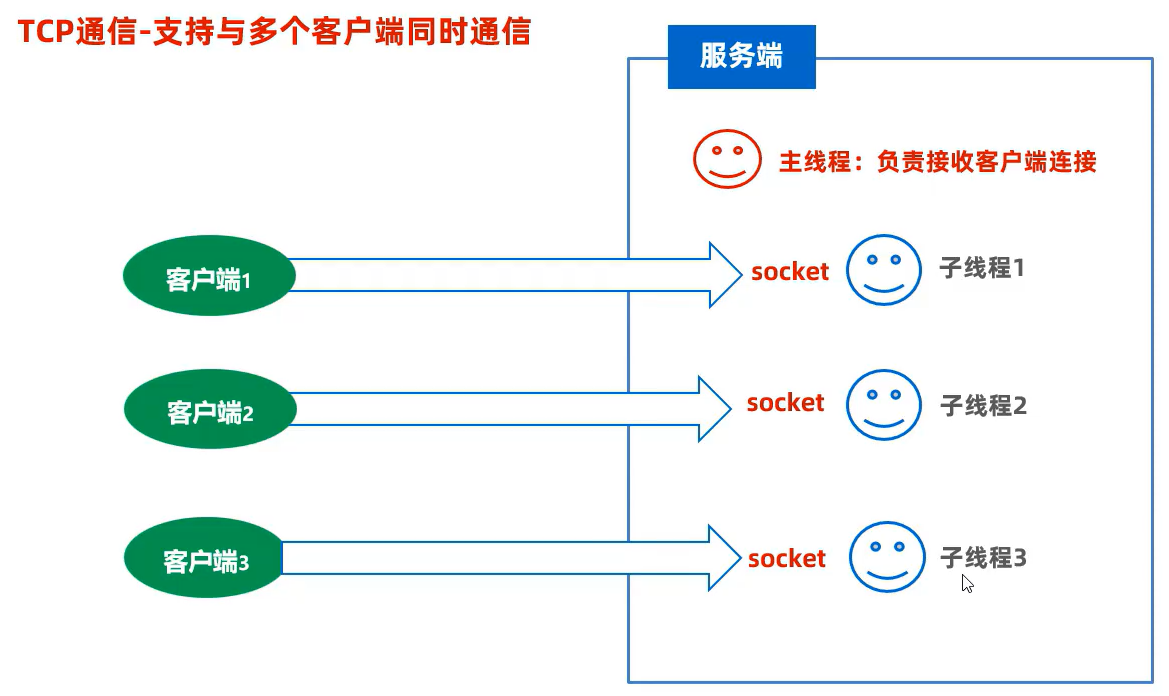 TCP通信-支持与多个客户端同时通信
服务端
主线程：负责接收客户端连接
客户端1
socket
子线程1
客户端2
socket
子线程2
客户端3
socket
子线程3